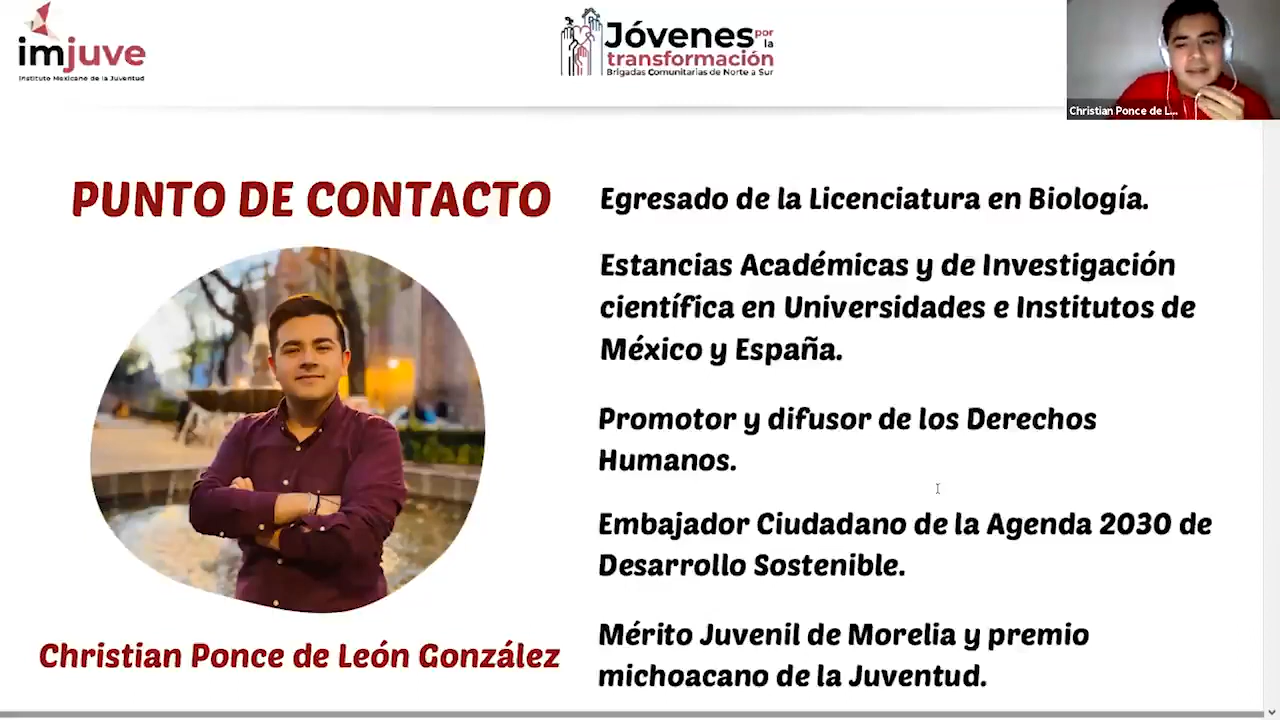 imjuve
Instituto Mexicano de la Juventud
Jóvenes por la
transformación
Brigadas Comunitarias de Norte a Sur
Christian Ponce de L...
PUNTO DE CONTACTO
Christian Ponce de León González
Egresado de la Licenciatura en Biología.
Estancias Académicas y de Investigación
científica en Universidades e Institutos de
México y España.
Promotor y difusor de los Derechos
Humanos.
Embajador Ciudadano de la Agenda 2030 de
Desarrollo Sostenible.
Mérito Juvenil de Morelia y premio
michoacano de la Juventud.